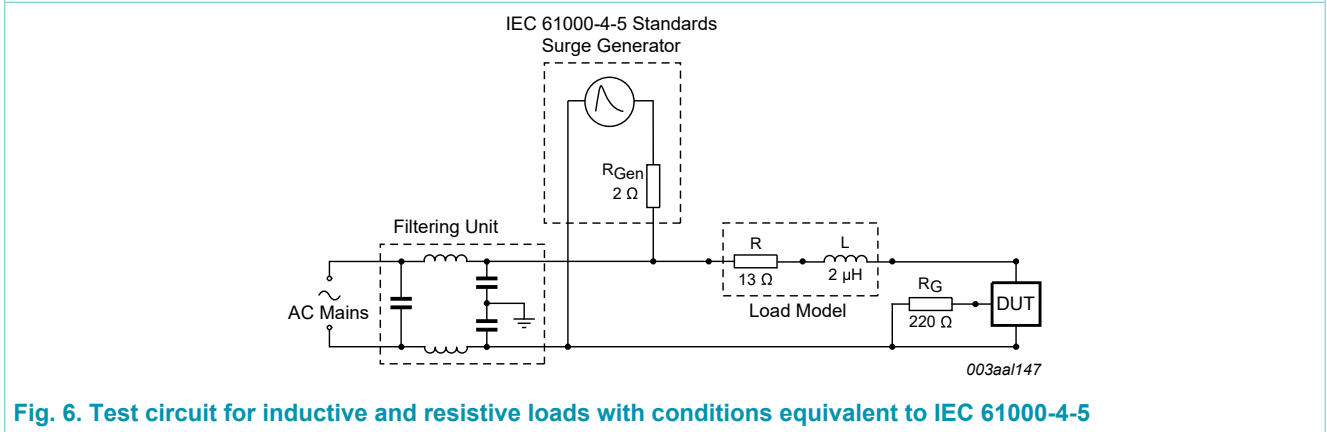 IEC 61000-4-5 Standards
Surge Generator
RGen
2 Ω
Filtering Unit
AC Mains
R
13 Ω
L
2 μH
Load Model
RG
220 Ω
DUT
003aal147
Fig. 6. Test circuit for inductive and resistive loads with conditions equivalent to IEC 61000-4-5